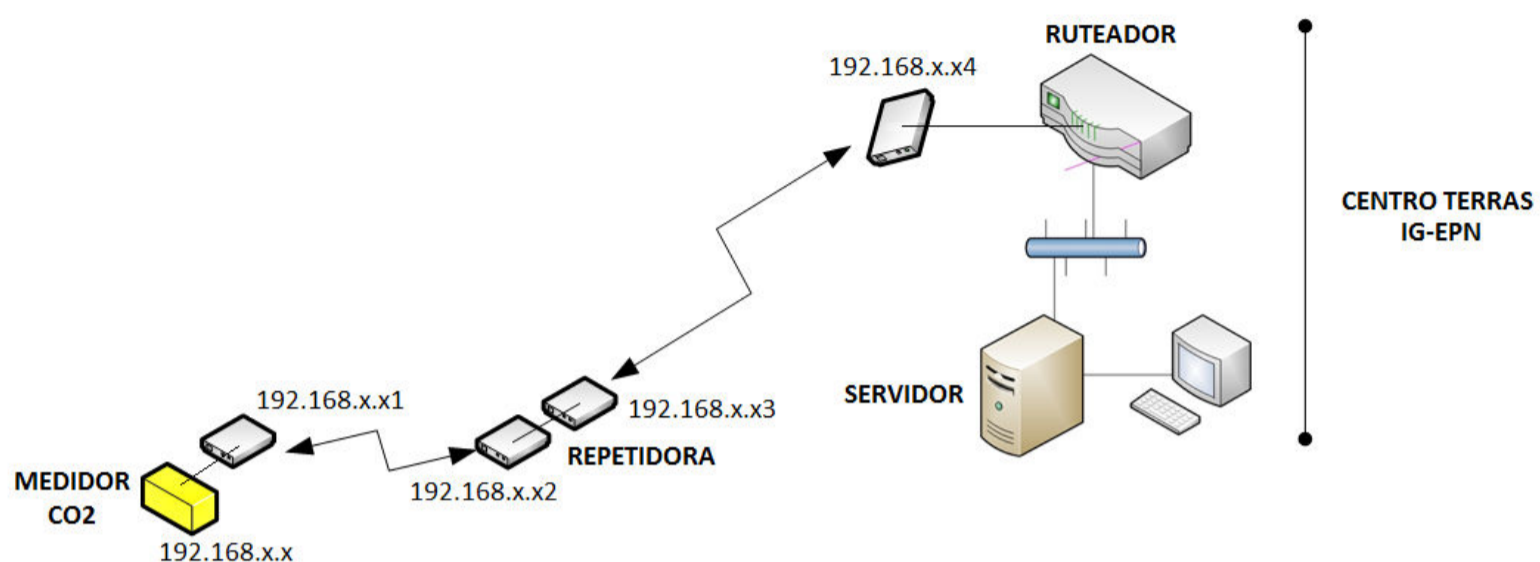 RUTEADOR
192.168.x.x4
CENTRO TERRAS
IG-EPN
SERVIDOR
192.168.x.x1
192.168.x.x3
REPETIDORA
MEDIDOR
CO2
192.168.x.x2
192.168.x.x